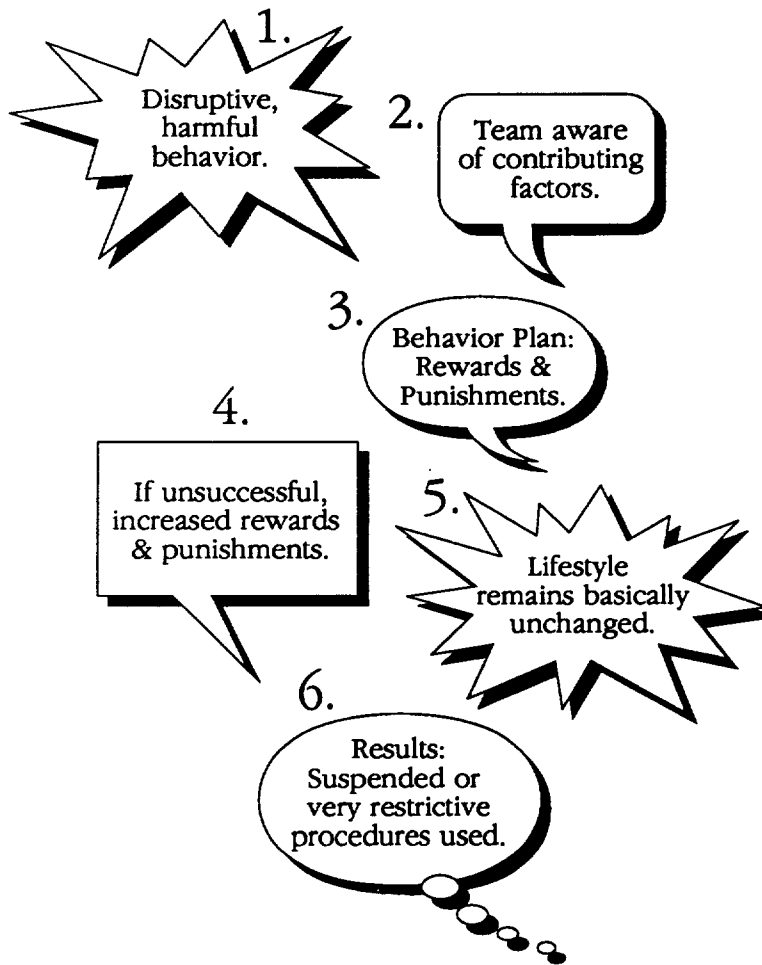 1.
Disruptive,
harmful
behavior.
2.
Team aware
of contributing
factors.
3.
Behavior Plan:
Rewards &
Punishments.
4.
If unsuccessful,
increased rewards
& punishments.
5.
Lifestyle
remains basically
unchanged.
6.
Results:
Suspended or
very restrictive
procedures used.